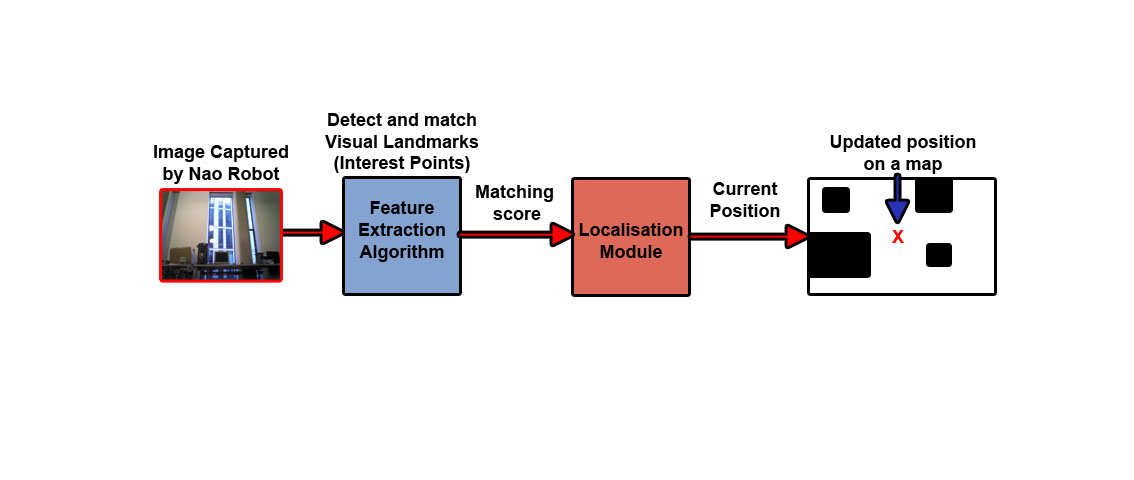 Image Captured
by Nao Robot
Detect and match
Visual Landmarks
(Interest Points)
Feature
Extraction
Algorithm
Matching
score
Localisation
Module
Current
Position
Updated position
on a map
X